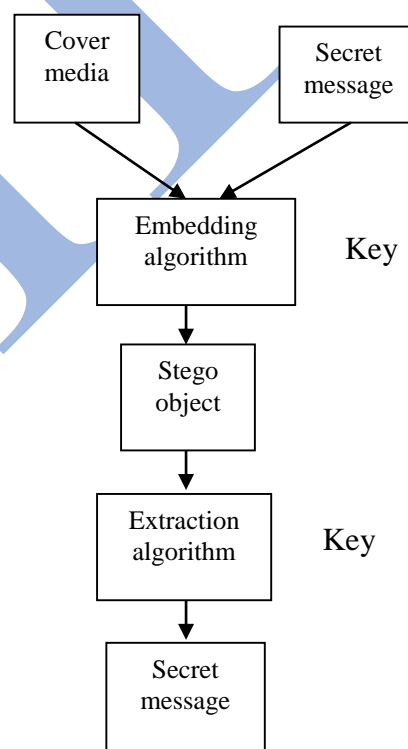 Cover
media
Secret
message
Embedding
algorithm
Key
Stego
object
Extraction
algorithm
Key
Secret
message